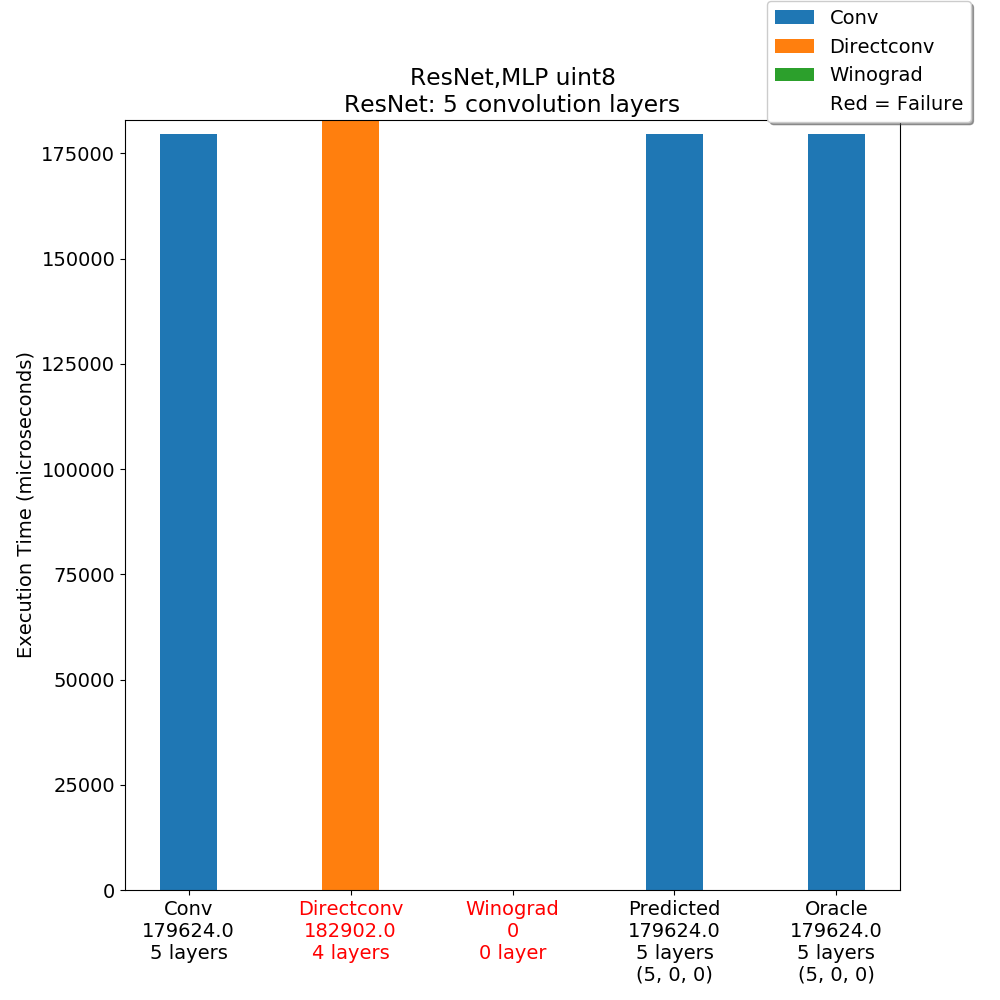 Conv
Directconv
Winograd
Red = Failure
ResNet,MLP uint8
ResNet: 5 convolution layers
Execution Time (microseconds)
175000
150000
125000
100000
75000
50000
25000
0
Conv
179624.0
5 layers
Directconv
182902.0
4 layers
Winograd
0
0 layer
Predicted
179624.0
5 layers
(5, 0, 0)
Oracle
179624.0
5 layers
(5, 0, 0)